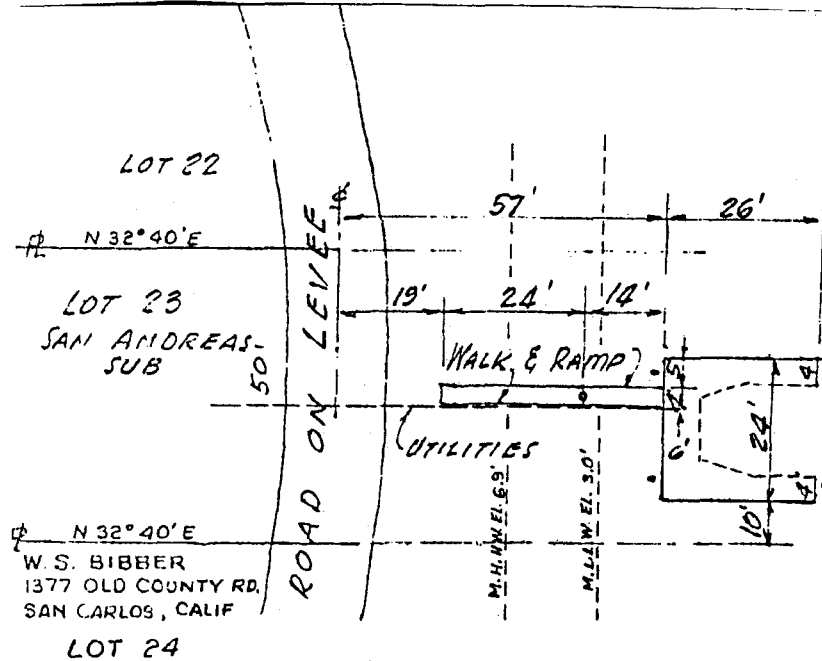 LOT 22
57'
26'
N 32° 40' E
LOT 23
SAN ANDREAS-
SUB
19'
24'
14'
WALK & RAMP
5'
4'
50
ROAD ON LEVEE
UTILITIES
24'
6'
4'
10'
M.H.H.W. EL. 6.9'
M.L.L.W. EL. 3.0'
N 32° 40' E
W. S. BIBBER
1377 OLD COUNTY RD.
SAN CARLOS, CALIF
LOT 24